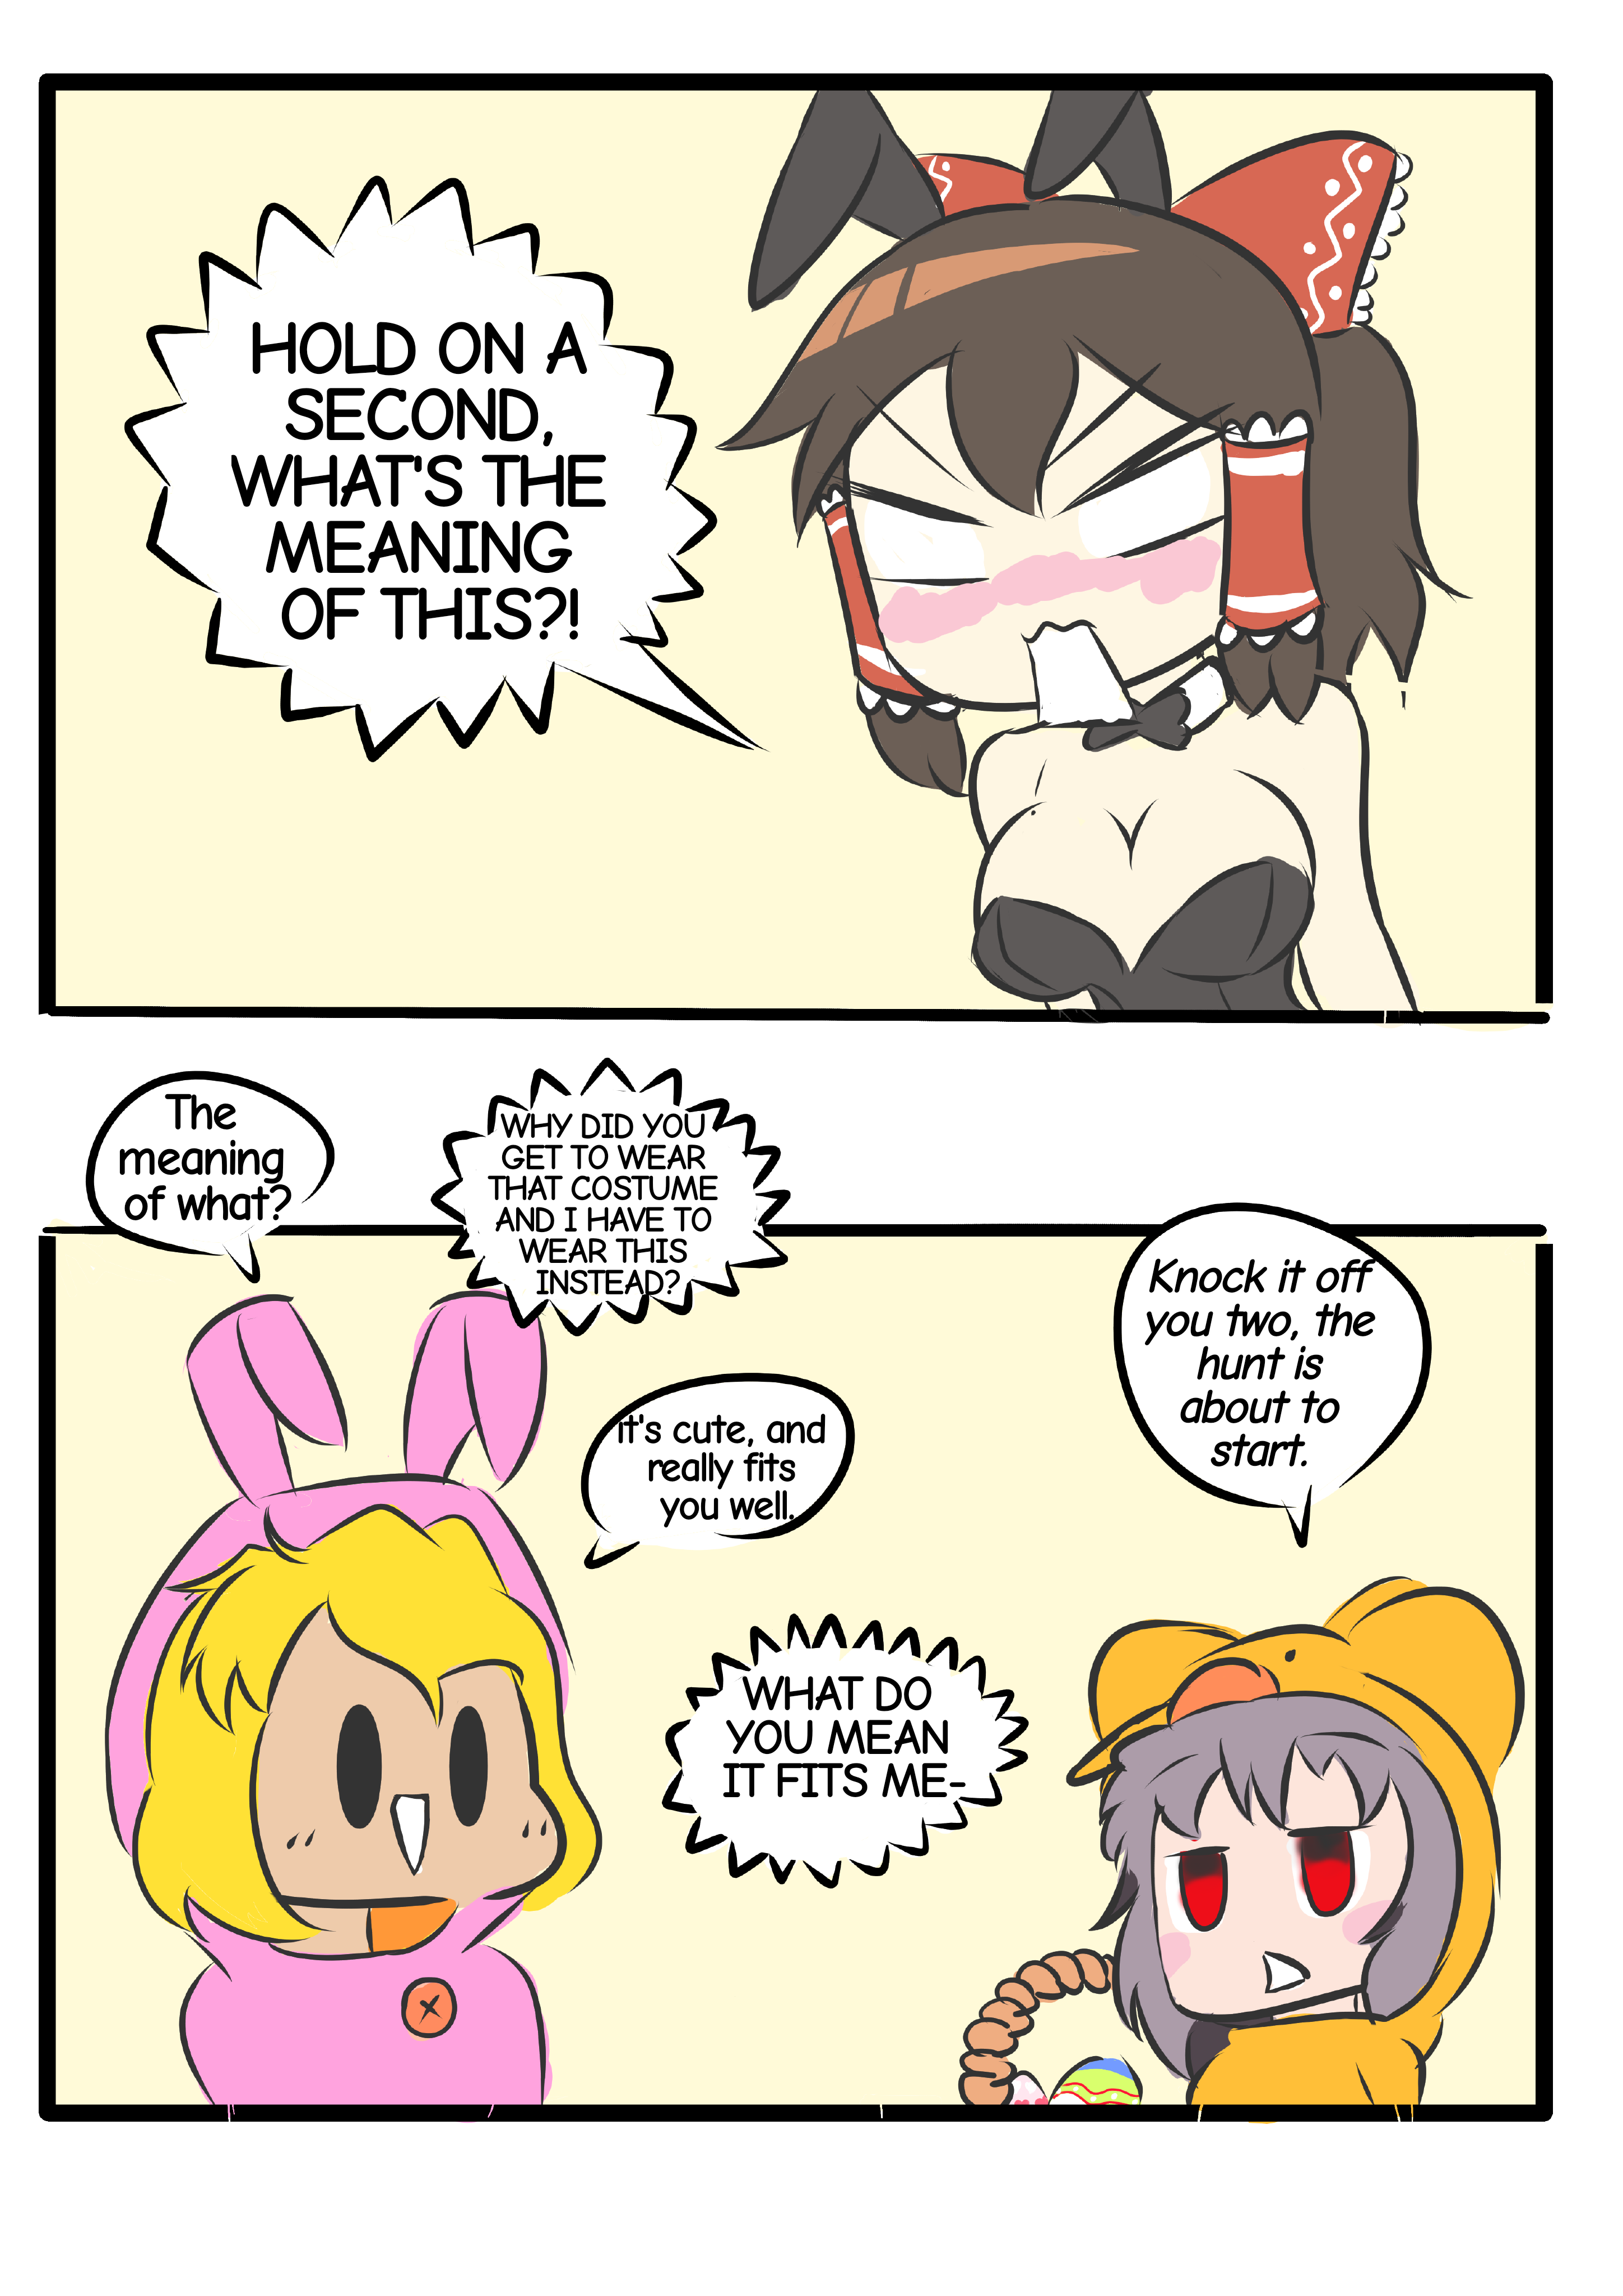 HOLD ON A
SECOND,
WHAT'S THE
MEANING
OF THIS?!
The
meaning
of what?
WHY DID YOU
GET TO WEAR
THAT COSTUME
AND I HAVE TO
WEAR THIS
INSTEAD?
it's cute, and
really fits
you well.
WHAT DO
YOU MEAN
IT FITS ME-
Knock it off
you two, the
hunt is
about to
start.